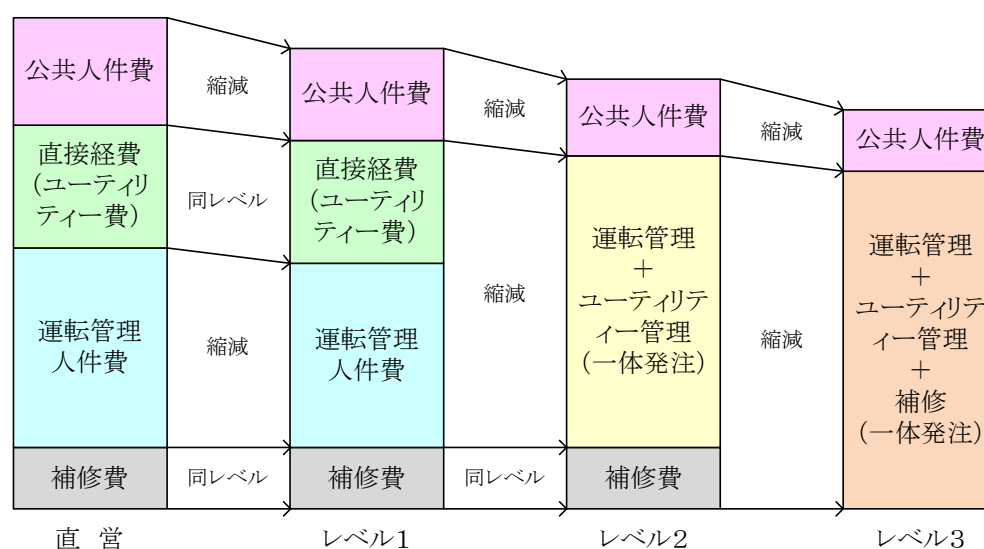 公共人件費
直接経費
(ユーティリ
ティー費)
運転管理
人件費
補修費
直 営
縮減
同レベル
縮減
同レベル
公共人件費
直接経費
(ユーティリ
ティー費)
運転管理
人件費
補修費
レベル1
縮減
縮減
同レベル
公共人件費
運転管理
+
ユーティリテ
ィー管理
(一体発注)
補修費
レベル2
縮減
縮減
公共人件費
運転管理
+
ユーティリテ
ィー管理
+
補修
(一体発注)
レベル3